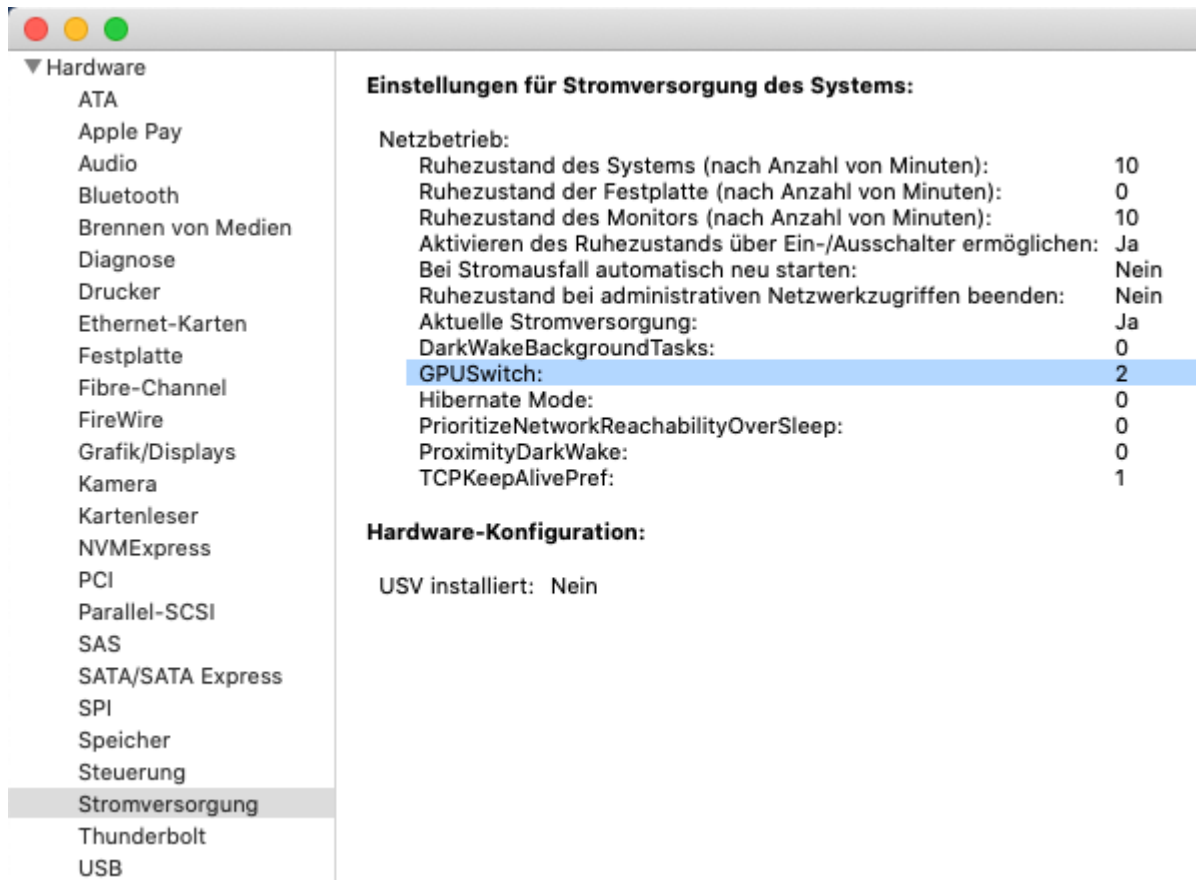 Hardware
ATA
Apple Pay
Audio
Bluetooth
Brennen von Medien
Diagnose
Drucker
Ethernet-Karten
Festplatte
Fibre-Channel
FireWire
Grafik/Displays
Kamera
Kartenleser
NVMExpress
PCI
Parallel-SCSI
SAS
SATA/SATA Express
SPI
Speicher
Steuerung
Stromversorgung
Thunderbolt
USB
Einstellungen für Stromversorgung des Systems:
Netzbetrieb:
Ruhezustand des Systems (nach Anzahl von Minuten): 10
Ruhezustand der Festplatte (nach Anzahl von Minuten): 0
Ruhezustand des Monitors (nach Anzahl von Minuten): 10
Aktivieren des Ruhezustands über Ein-/Ausschalter ermöglichen: Ja
Bei Stromausfall automatisch neu starten: Nein
Ruhezustand bei administrativen Netzwerkzugriffen beenden: Nein
Aktuelle Stromversorgung: Ja
DarkWakeBackgroundTasks: 0
GPUSwitch: 2
Hibernate Mode: 0
PrioritizeNetworkReachabilityOverSleep: 0
ProximityDarkWake: 0
TCPKeepAlivePref: 1
Hardware-Konfiguration:
USV installiert: Nein